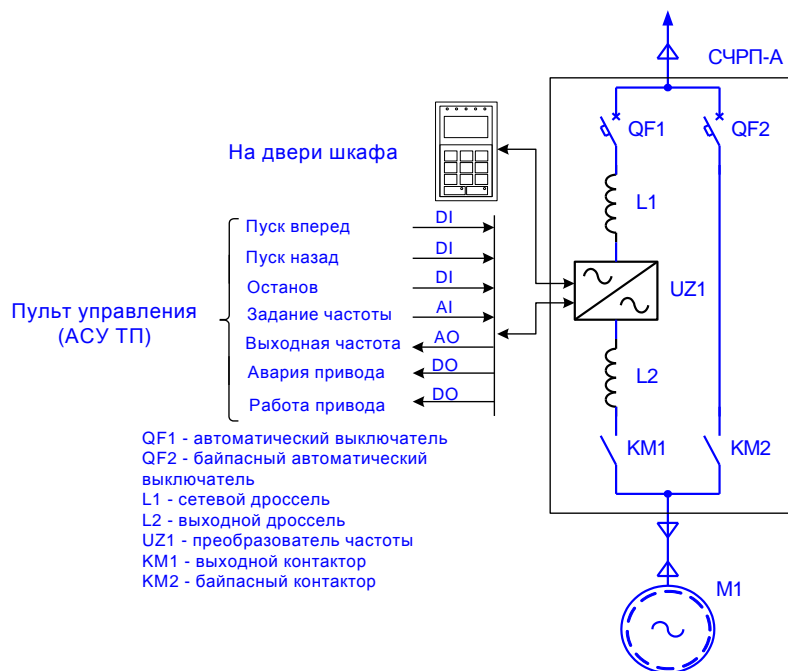 СЧРП-А
QF1
QF2
На двери шкафа
L1
Пуск вперед
DI
Пуск назад
DI
Останов
DI
UZ1
Пульт управления
(АСУ ТП)
Задание частоты
AI
Выходная частота
AO
Авария привода
DO
Работа привода
DO
L2
KM1
KM2
QF1 - автоматический выключатель
QF2 - байпасный автоматический
выключатель
L1 - сетевой дроссель
L2 - выходной дроссель
UZ1 - преобразователь частоты
KM1 - выходной контактор
KM2 - байпасный контактор
M1